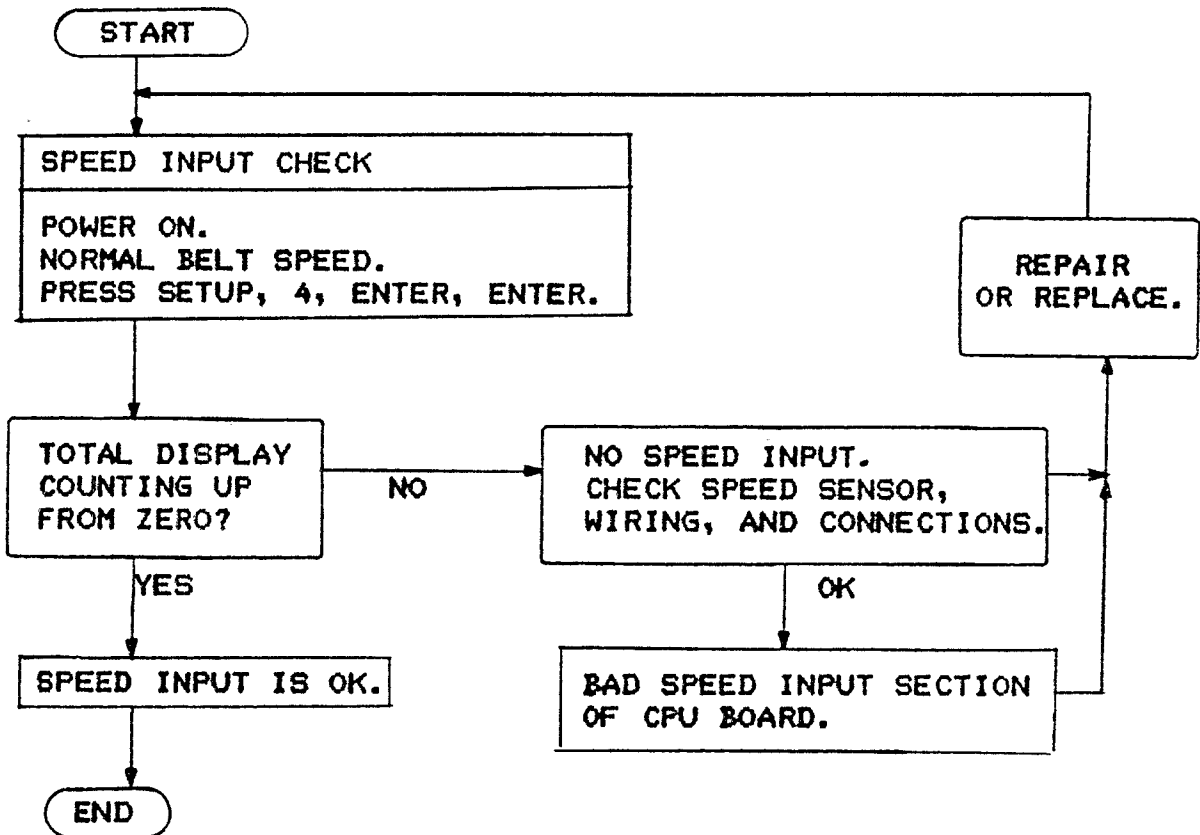 START
SPEED INPUT CHECK
POWER ON.
NORMAL BELT SPEED.
PRESS SETUP, 4, ENTER, ENTER.
REPAIR
OR REPLACE.
TOTAL DISPLAY
COUNTING UP
FROM ZERO?
NO
NO SPEED INPUT.
CHECK SPEED SENSOR,
WIRING, AND CONNECTIONS.
YES
OK
SPEED INPUT IS OK.
BAD SPEED INPUT SECTION
OF CPU BOARD.
END